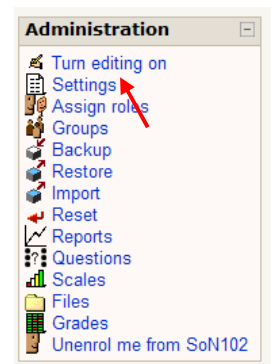 Administration
Turn editing on
Settings
Assign roles
Groups
Backup
Restore
Import
Reset
Reports
Questions
Scales
Files
Grades
Unenrol me from SoN102